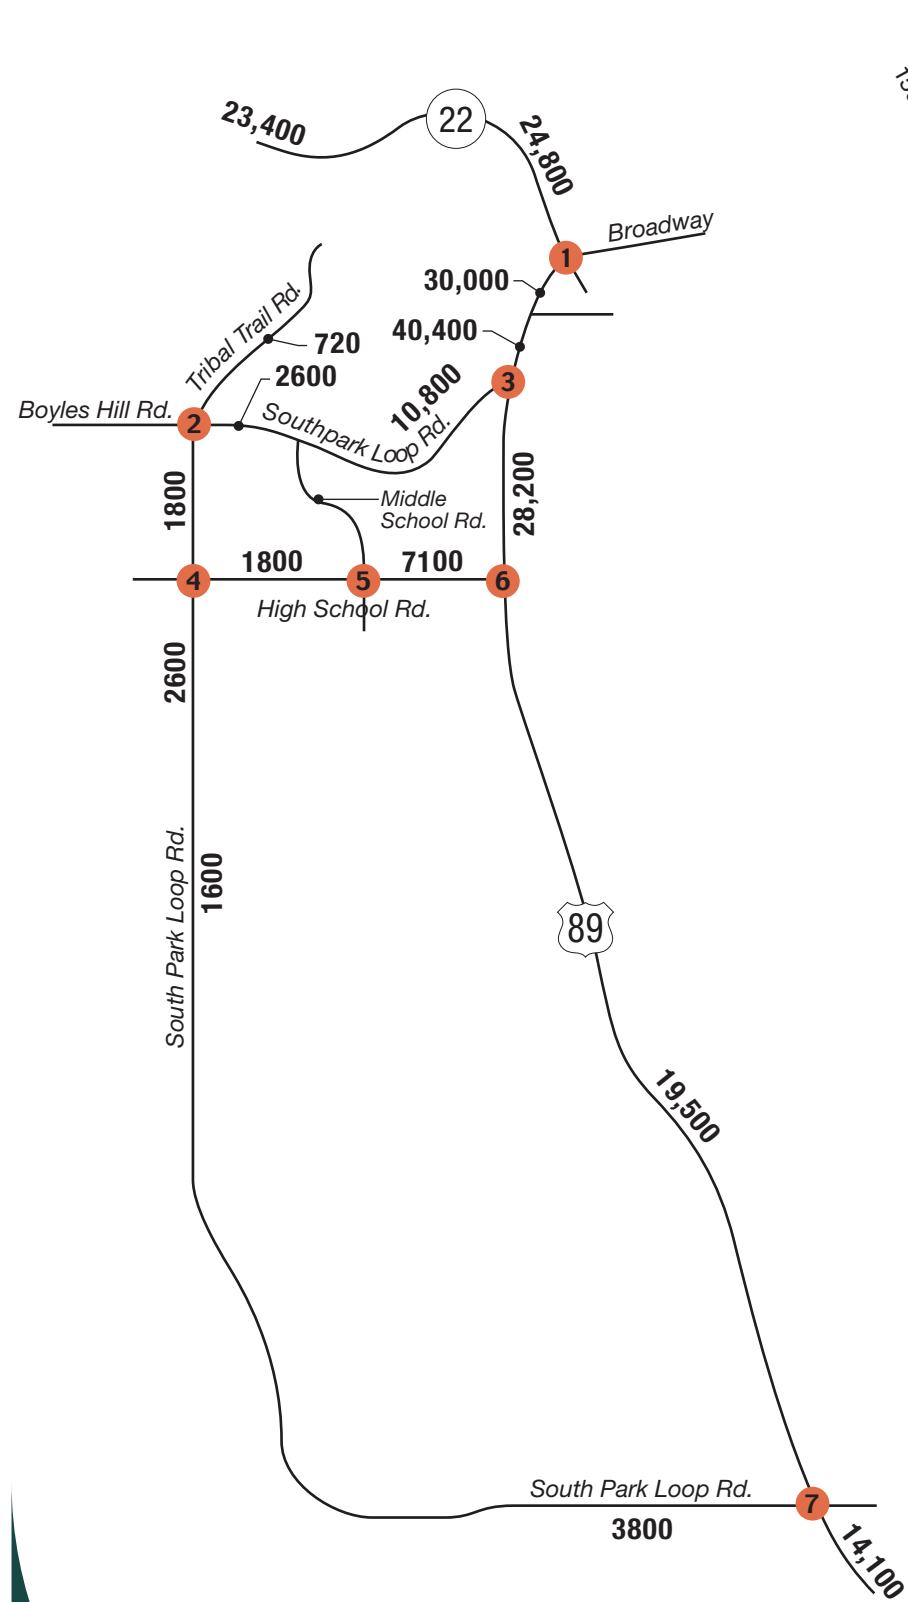 23,400
22
24,800
Broadway
1
30,000
40,400
Tribal Trail Rd.
720
2600
10,800
3
Boyles Hill Rd.
2
Southpark Loop Rd.
1800
Middle
School Rd.
28,200
4
1800
5
7100
6
High School Rd.
2600
South Park Loop Rd.
1600
89
19,500
South Park Loop Rd.
7
3800
14,100